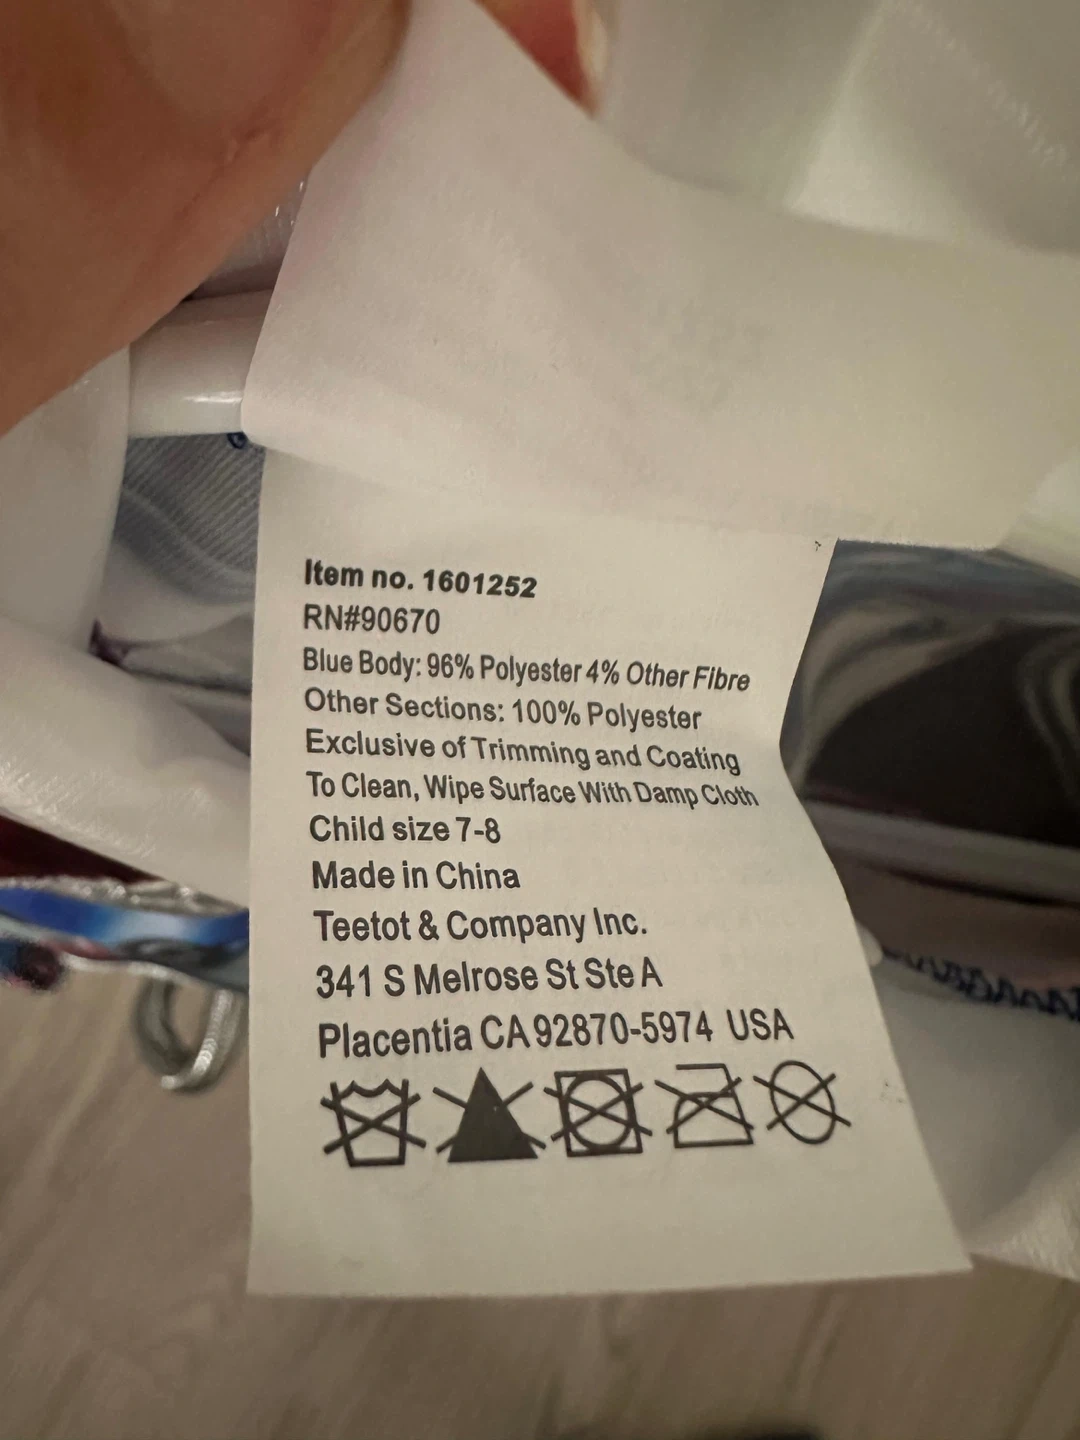 Item no. 1601252
RN#90670
Blue Body: 96% Polyester 4% Other Fibre
Other Sections: 100% Polyester
Exclusive of Trimming and Coating
To Clean, Wipe Surface With Damp Cloth
Child size 7-8
Made in China
Teetot & Company Inc.
341 S Melrose St Ste A
Placentia CA 92870-5974 USA